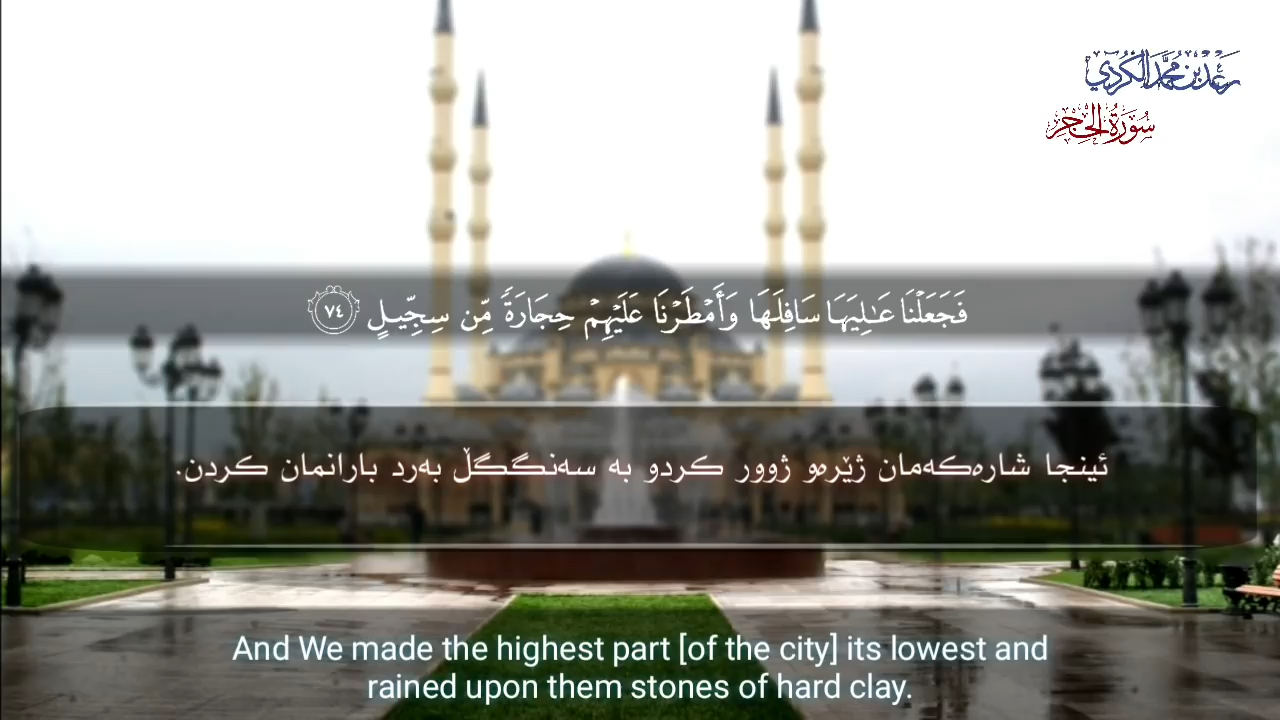 رعد بن محمد الكردي
سورة الحجر
فَجَعَلْنَا عَـٰلِيَهَا سَافِلَهَا وَأَمْطَرْنَا عَلَيْهِمْ حِجَارَةً مِّن سِجِّيلٍ ٧٤
ئینجا شارەکەمان ژێرەو ژوور کردو بە سەنگگڵ بەرد بارانمان کردن.
And We made the highest part [of the city] its lowest and
rained upon them stones of hard clay.